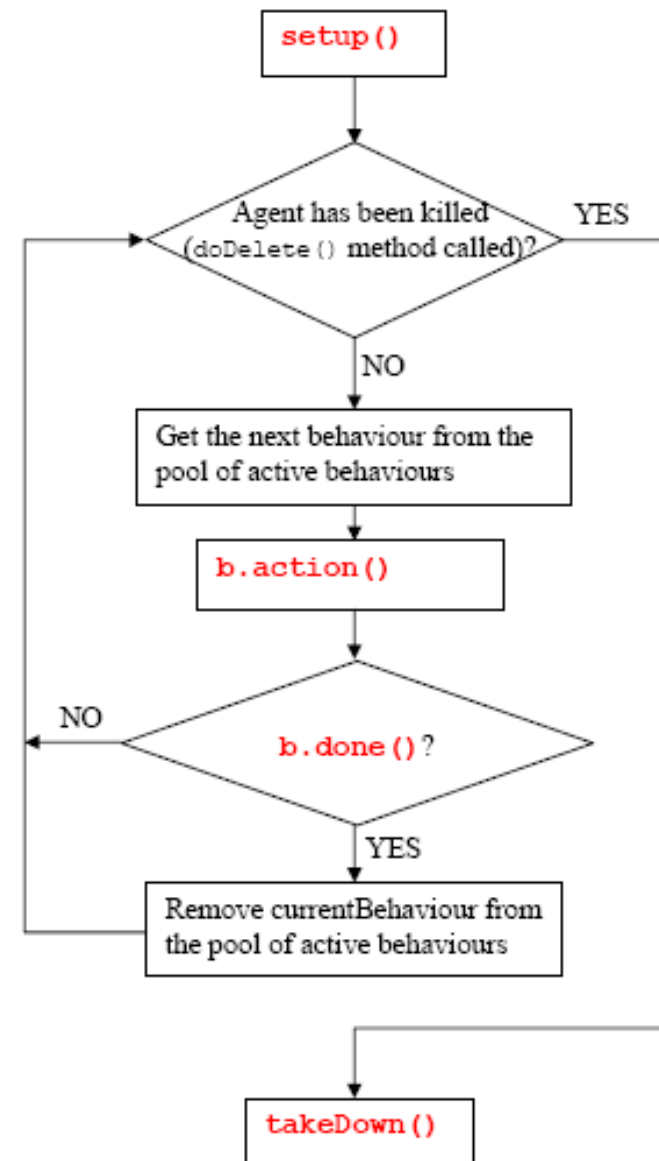 setup()
Agent has been killed
(doDelete() method called)?
YES
NO
Get the next behaviour from the
pool of active behaviours
b.action()
NO
b.done()?
YES
Remove currentBehaviour from
the pool of active behaviours
takeDown()